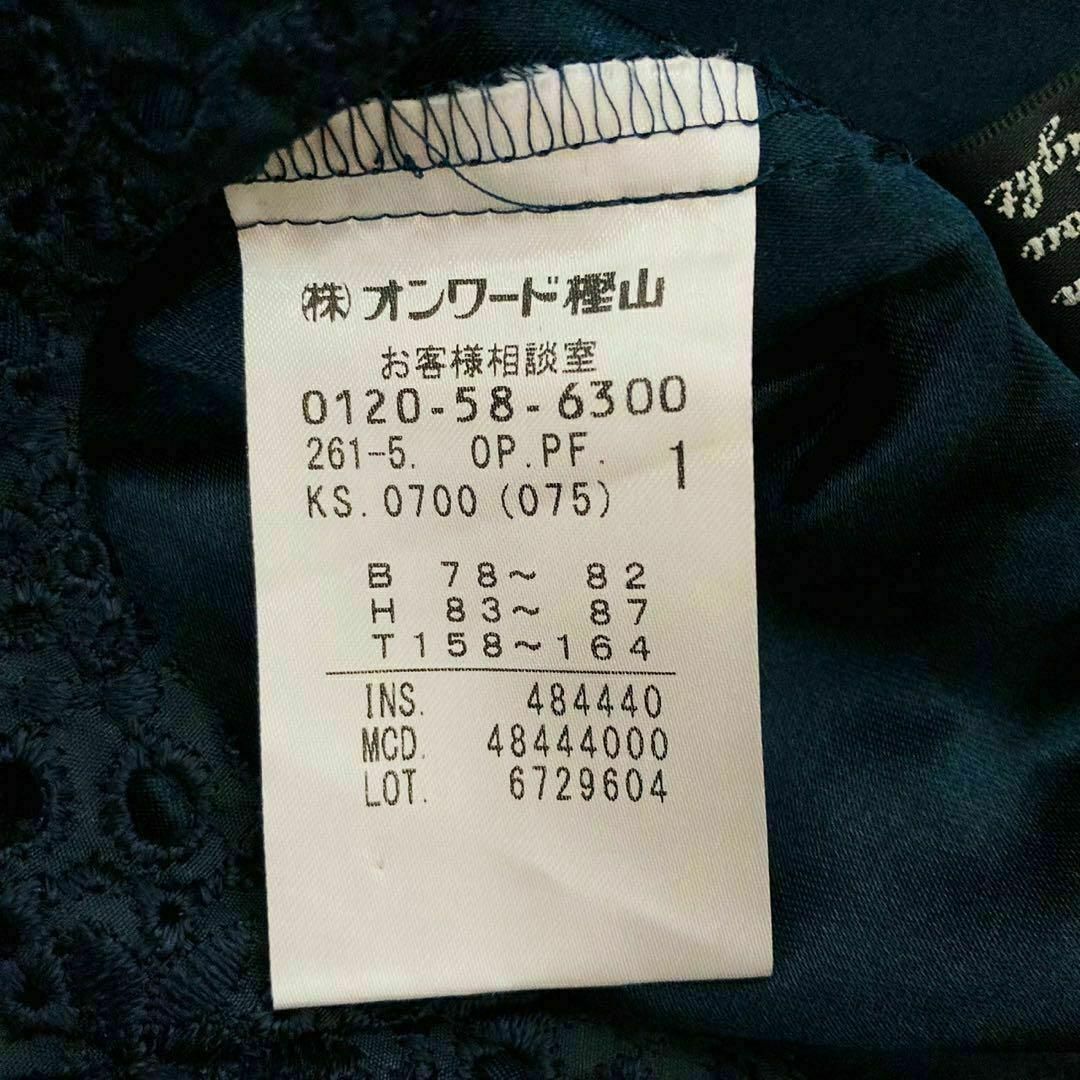 (株)オンワード樫山
お客様相談室
0120-58-6300
261-5. OP.PF. 1
KS.0700(075)
B 78~ 82
H 83~ 87
T158~164
INS. 484440
MCD. 48444000
LOT. 6729604